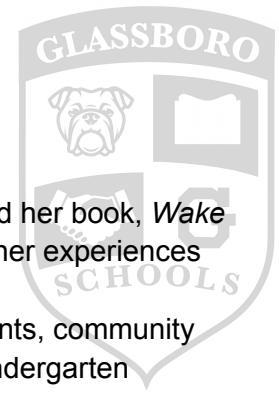 GLASSBORO
d her book, Wake
her experiences
G
SCHOOLS
nts, community
ndergarten